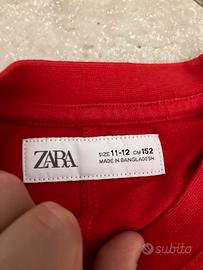 ZARA
SIZE 11-12 CM 152
MADE IN BANGLADESH
subito